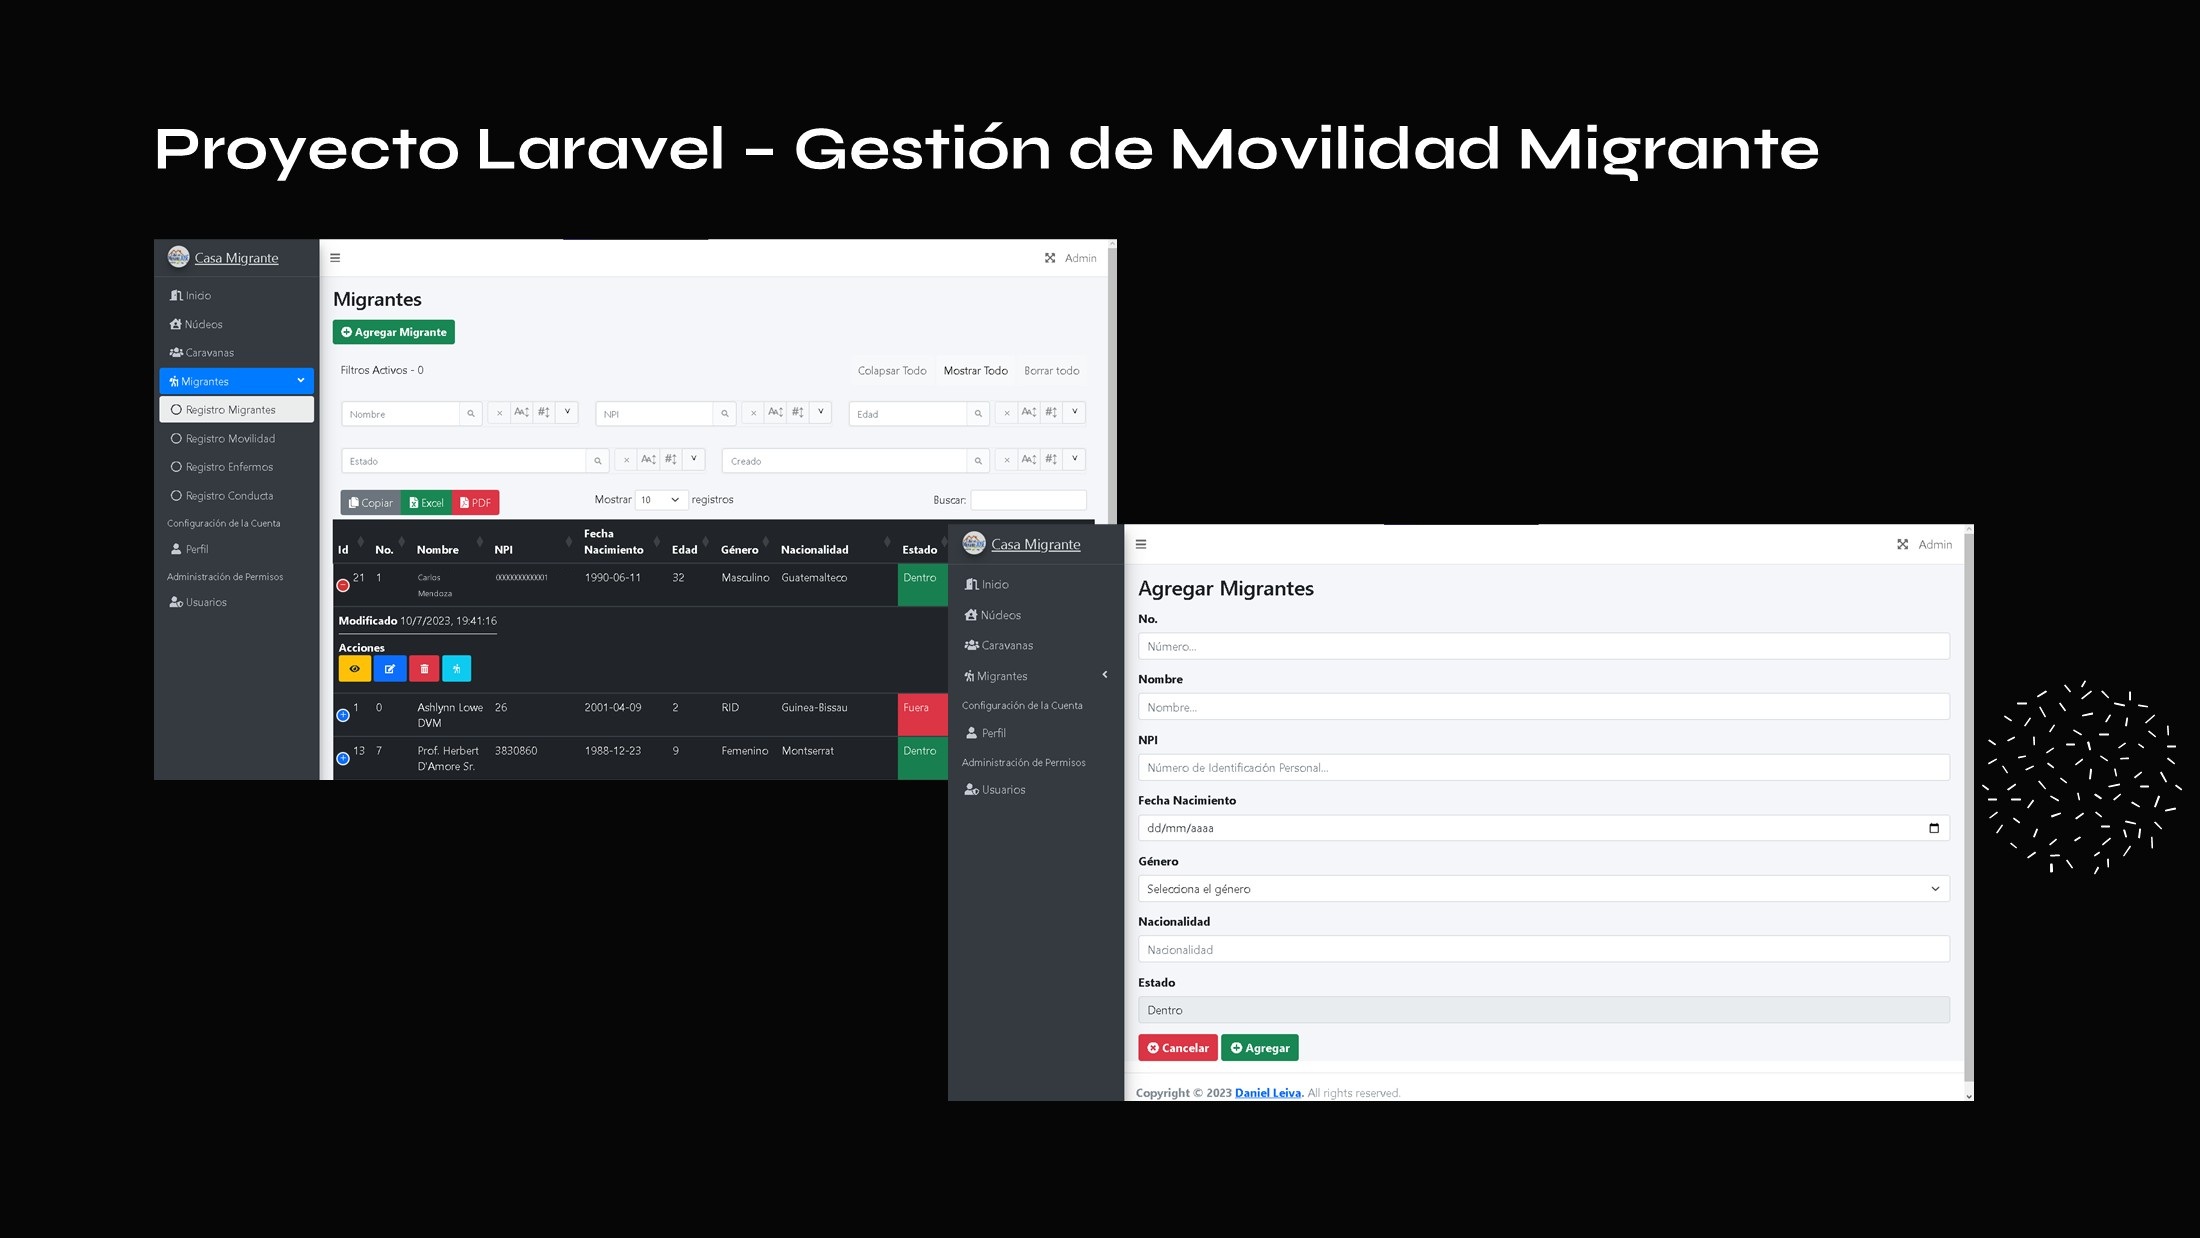 Proyecto Laravel – Gestión de Movilidad Migrante
Casa Migrante
Inicio
Núcleos
Caravanas
Migrantes
Registro Migrantes
Registro Movilidad
Registro Enfermos
Registro Conducta
Configuración de la Cuenta
Perfil
Administración de Permisos
Usuarios
Admin
Migrantes
Agregar Migrante
Filtros Activos - 0 Colapsar Todo Mostrar Todo Borrar todo
Nombre NPI Edad
Estado Creado
Copiar Excel PDF Mostrar 10 registros Buscar:
Id No. Nombre NPI Fecha Nacimiento Edad Género Nacionalidad Estado
21 1 Carlos Mendoza 000000000001 1990-06-11 32 Masculino Guatemalteco Dentro
Modificado 10/7/2023, 19:41:16
Acciones
1 0 Ashlynn Lowe DVM 26 2001-04-09 2 RID Guinea-Bissau Fuera
13 7 Prof. Herbert D'Amore Sr. 3830860 1988-12-23 9 Femenino Montserrat Dentro
Casa Migrante
Inicio
Núcleos
Caravanas
Migrantes
Configuración de la Cuenta
Perfil
Administración de Permisos
Usuarios
Admin
Agregar Migrantes
No.
Número...
Nombre
Nombre...
NPI
Número de Identificación Personal...
Fecha Nacimiento
dd/mm/aaaa
Género
Selecciona el género
Nacionalidad
Nacionalidad
Estado
Dentro
Cancelar Agregar
Copyright © 2023 Daniel Leiva. All rights reserved.